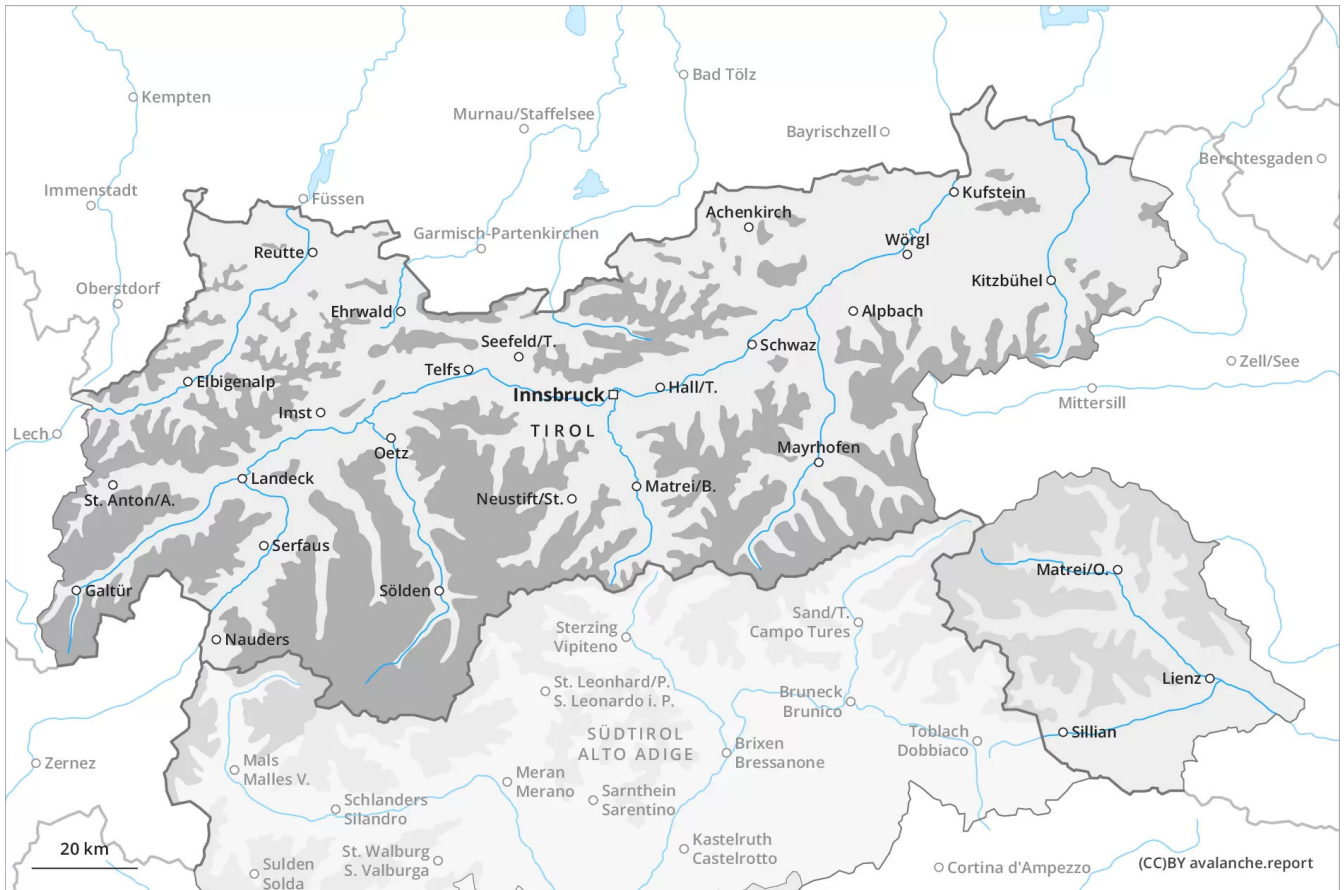 Bad Tölz
Kempten
Murnau/Staffelsee
Bayrischzell
Berchtesgaden
Immenstadt
Füssen
Kufstein
Achenkirch
Garmisch-Partenkirchen
Wörgl
Reutte
Kitzbühel
Oberstdorf
Ehrwald
Alpbach
Seefeld/T.
Schwaz
Zell/See
Telfs
Elbigenalp
Innsbruck
Hall/T.
Mittersill
Imst
TIROL
Lech
Oetz
Mayrhofen
Landeck
St. Anton/A.
Neustift/St.
Matrei/B.
Serfaus
Matrei/O.
Galtür
Sölden
Sand/T.
Campo Tures
Sterzing
Vipiteno
Nauders
Lienz
St. Leonhard/P.
S. Leonardo i. P.
Bruneck
Brunico
SÜDTIROL
ALTO ADIGE
Toblach
Dobbiaco
Sillian
Brixen
Bressanone
Zernez
Mals
Malles V.
Meran
Merano
Sarnthein
Sarentino
Schlanders
Silandro
Kastelruth
Castelrotto
20 km
St. Walburg
S. Valburga
Sulden
Solda
Cortina d'Ampezzo
(CC)BY avalanche.report